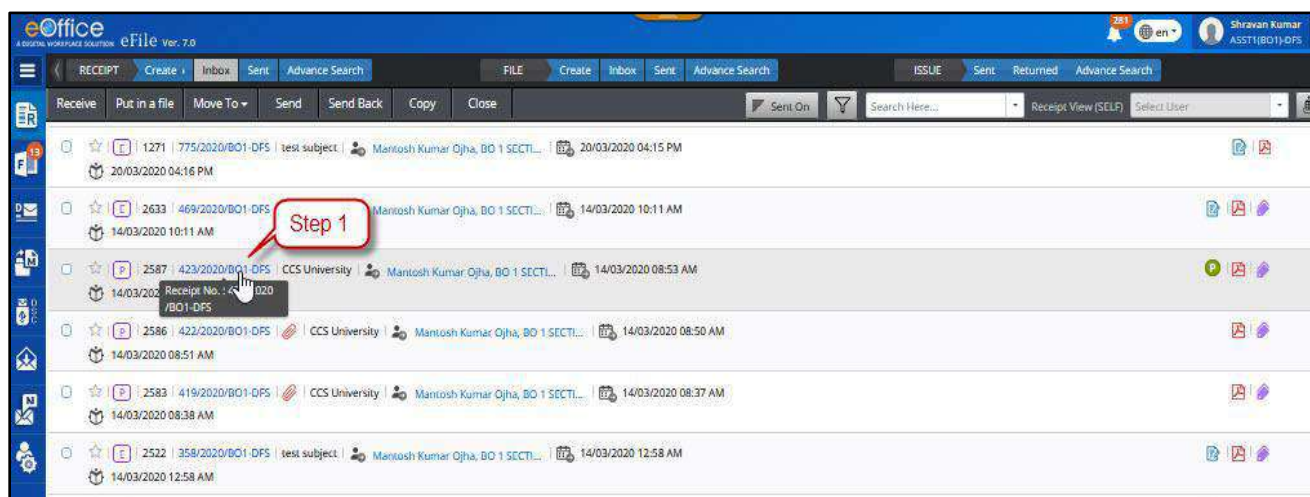 eOffice
A DIGITAL WORKPLACE SOLUTION eFile Ver. 7.0
281
en
Shravan Kumar
ASST1(BO1)-DFS
RECEIPT Create Inbox Sent Advance Search FILE Create Inbox Sent Advance Search ISSUE Sent Returned Advance Search
Receive Put in a file Move To Send Send Back Copy Close Sent On Search Here... Receipt View (SELF) Select User
E 1271 775/2020/BO1-DFS test subject Mantosh Kumar Ojha, BO 1 SECTI... 20/03/2020 04:15 PM
20/03/2020 04:16 PM
E 2633 469/2020/BO1-DFS Mantosh Kumar Ojha, BO 1 SECTI... 14/03/2020 10:11 AM
14/03/2020 10:11 AM
Step 1
P 2587 423/2020/BO1-DFS CCS University Mantosh Kumar Ojha, BO 1 SECTI... 14/03/2020 08:53 AM P
14/03/202
Receipt No. : 020
/BO1-DFS
P 2586 422/2020/BO1-DFS CCS University Mantosh Kumar Ojha, BO 1 SECTI... 14/03/2020 08:50 AM
14/03/2020 08:51 AM
P 2583 419/2020/BO1-DFS CCS University Mantosh Kumar Ojha, BO 1 SECTI... 14/03/2020 08:37 AM
14/03/2020 08:38 AM
E 2522 358/2020/BO1-DFS test subject Mantosh Kumar Ojha, BO 1 SECTI... 14/03/2020 12:58 AM
14/03/2020 12:58 AM
R
F 13
D
M
DSC
N